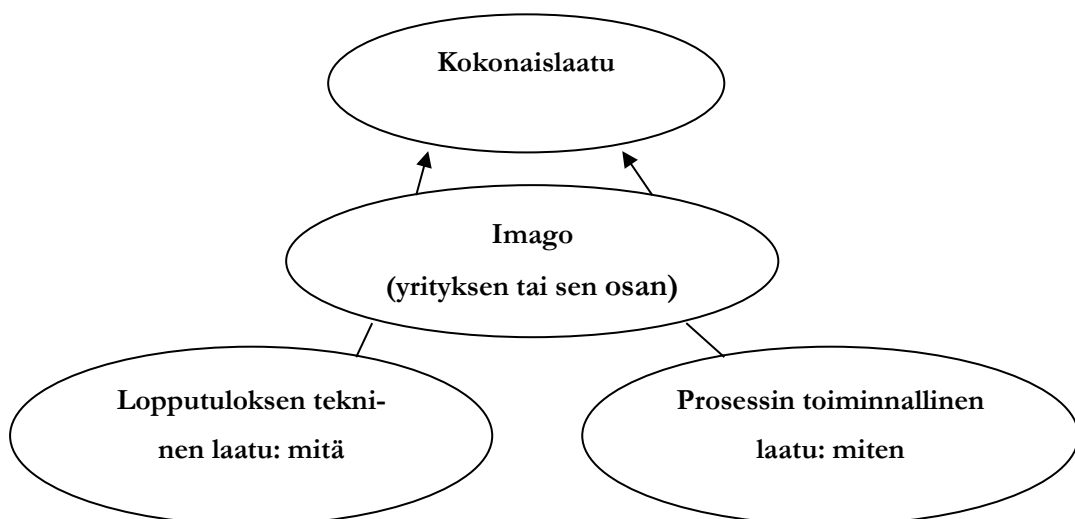 Kokonaislaatu
Imago
(yrityksen tai sen osan)
Lopputuloksen tekni-
nen laatu: mitä
Prosessin toiminnallinen
laatu: miten